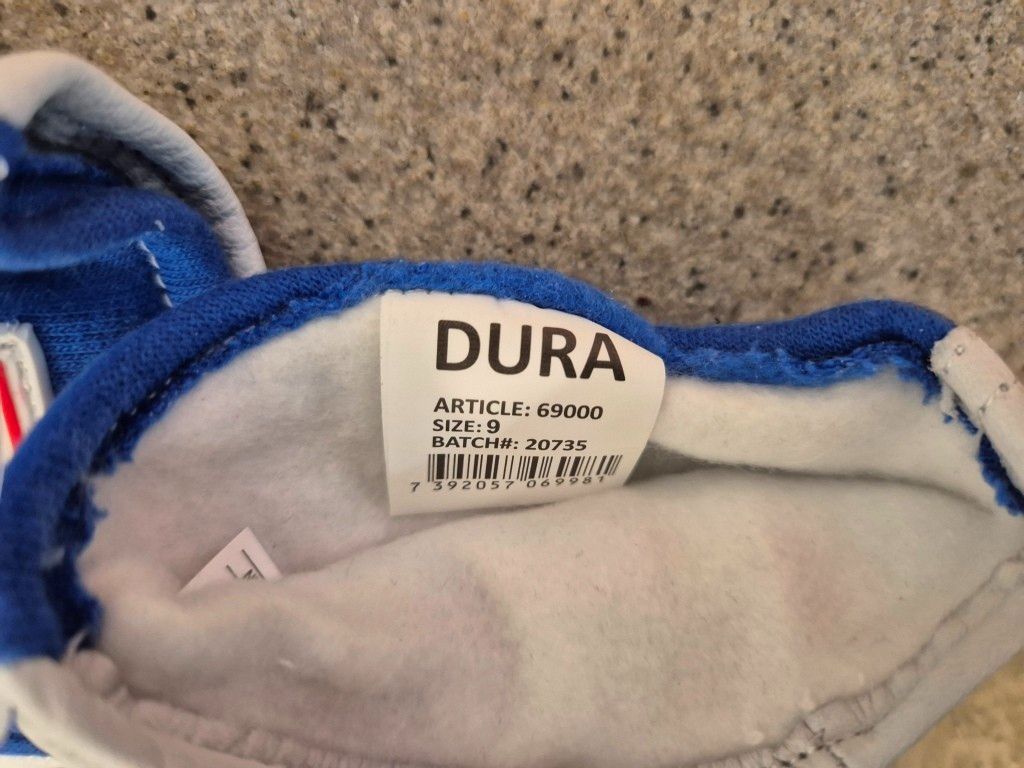 DURA
ARTICLE: 69000
SIZE: 9
BATCH#: 20735
7 392057 069981